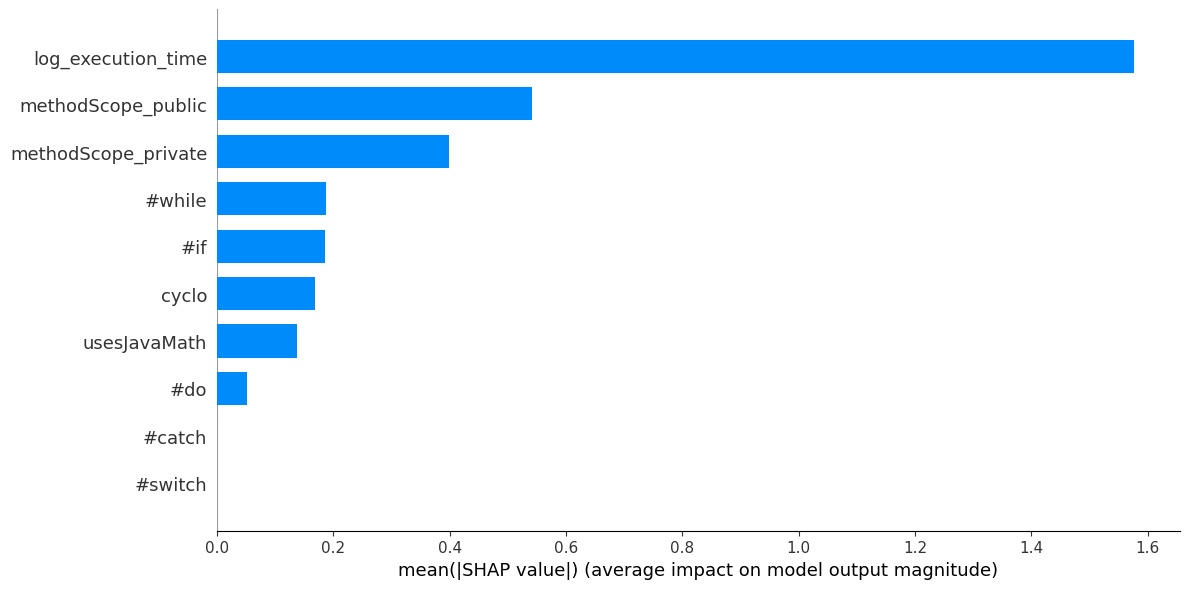 log_execution_time
methodScope_public
methodScope_private
#while
#if
cyclo
usesJavaMath
#do
#catch
#switch
0.0 0.2 0.4 0.6 0.8 1.0 1.2 1.4 1.6
mean(|SHAP value|) (average impact on model output magnitude)